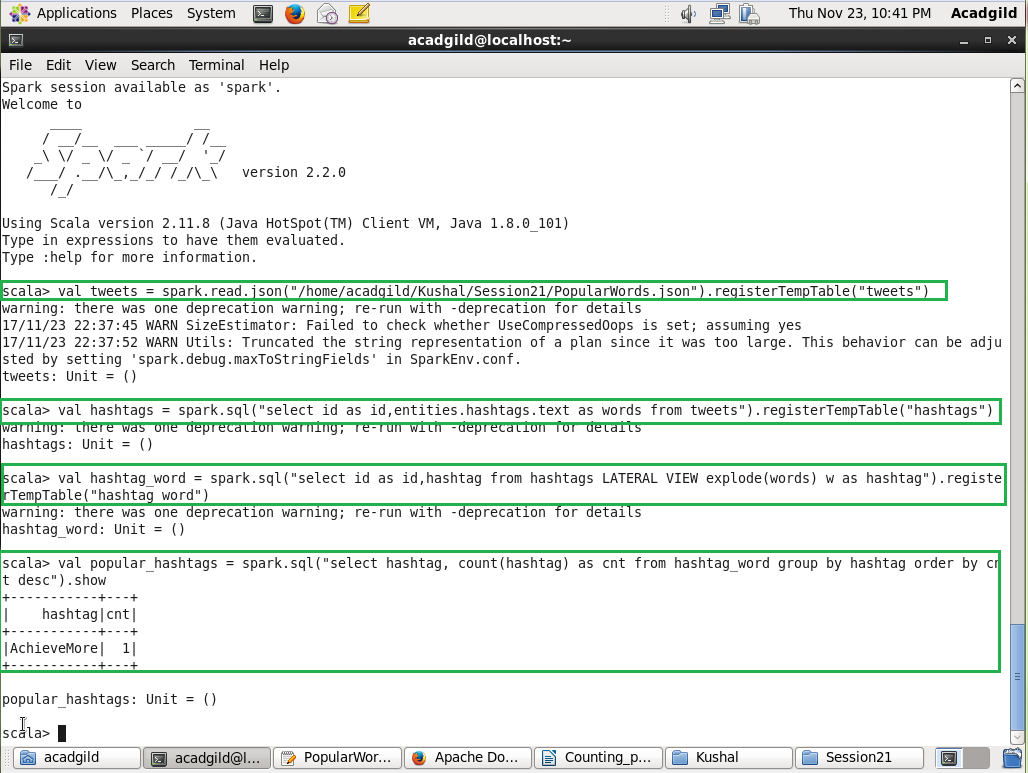 Applications Places System Thu Nov 23, 10:41 PM Acadgild
acadgild@localhost:~
File Edit View Search Terminal Help
Spark session available as 'spark'.
Welcome to
      ____              __
     / __/__  ___ _____/ /__
    _\ \/ _ \/ _ `/ __/  '_/
   /___/ .__/\_,_/_/ /_/\_\   version 2.2.0
      /_/
Using Scala version 2.11.8 (Java HotSpot(TM) Client VM, Java 1.8.0_101)
Type in expressions to have them evaluated.
Type :help for more information.
scala> val tweets = spark.read.json("/home/acadgild/Kushal/Session21/PopularWords.json").registerTempTable("tweets")
warning: there was one deprecation warning; re-run with -deprecation for details
17/11/23 22:37:45 WARN SizeEstimator: Failed to check whether UseCompressedOops is set; assuming yes
17/11/23 22:37:52 WARN Utils: Truncated the string representation of a plan since it was too large. This behavior can be adju
sted by setting 'spark.debug.maxToStringFields' in SparkEnv.conf.
tweets: Unit = ()
scala> val hashtags = spark.sql("select id as id,entities.hashtags.text as words from tweets").registerTempTable("hashtags")
warning: there was one deprecation warning; re-run with -deprecation for details
hashtags: Unit = ()
scala> val hashtag_word = spark.sql("select id as id,hashtag from hashtags LATERAL VIEW explode(words) w as hashtag").registe
rTempTable("hashtag_word")
warning: there was one deprecation warning; re-run with -deprecation for details
hashtag_word: Unit = ()
scala> val popular_hashtags = spark.sql("select hashtag, count(hashtag) as cnt from hashtag_word group by hashtag order by cn
t desc").show
+-----------+---+
|    hashtag|cnt|
+-----------+---+
|AchieveMore|  1|
+-----------+---+
popular_hashtags: Unit = ()
scala>
acadgild acadgild@l... PopularWor... Apache Do... Counting_p... Kushal Session21